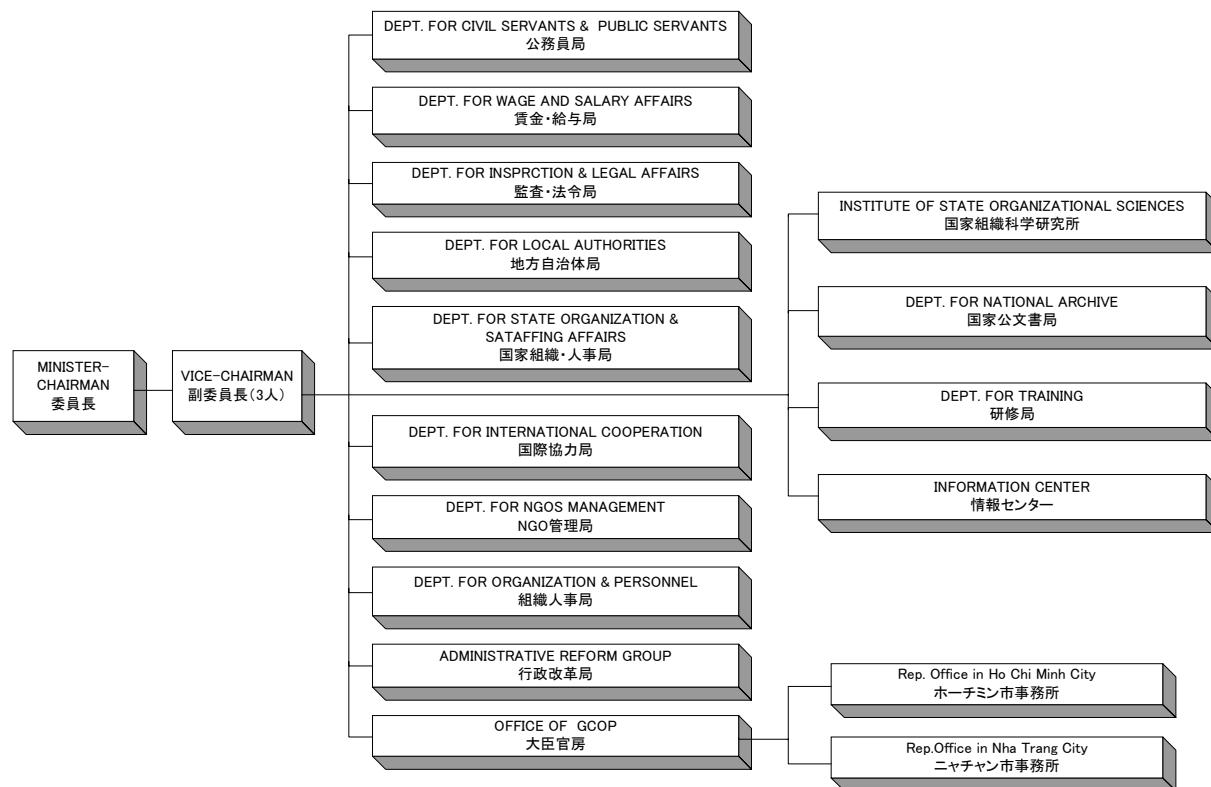 MINISTER-
CHAIRMAN
委員長
VICE-CHAIRMAN
副委員長(3人)
DEPT. FOR CIVIL SERVANTS & PUBLIC SERVANTS
公務員局
DEPT. FOR WAGE AND SALARY AFFAIRS
賃金・給与局
DEPT. FOR INSPRCTION & LEGAL AFFAIRS
監査・法令局
DEPT. FOR LOCAL AUTHORITIES
地方自治体局
DEPT. FOR STATE ORGANIZATION &
SATAFFING AFFAIRS
国家組織・人事局
DEPT. FOR INTERNATIONAL COOPERATION
国際協力局
DEPT. FOR NGOS MANAGEMENT
NGO管理局
DEPT. FOR ORGANIZATION & PERSONNEL
組織人事局
ADMINISTRATIVE REFORM GROUP
行政改革局
OFFICE OF GCOP
大臣官房
INSTITUTE OF STATE ORGANIZATIONAL SCIENCES
国家組織科学研究所
DEPT. FOR NATIONAL ARCHIVE
国家公文書局
DEPT. FOR TRAINING
研修局
INFORMATION CENTER
情報センター
Rep. Office in Ho Chi Minh City
ホーチミン市事務所
Rep.Office in Nha Trang City
ニャチャン市事務所